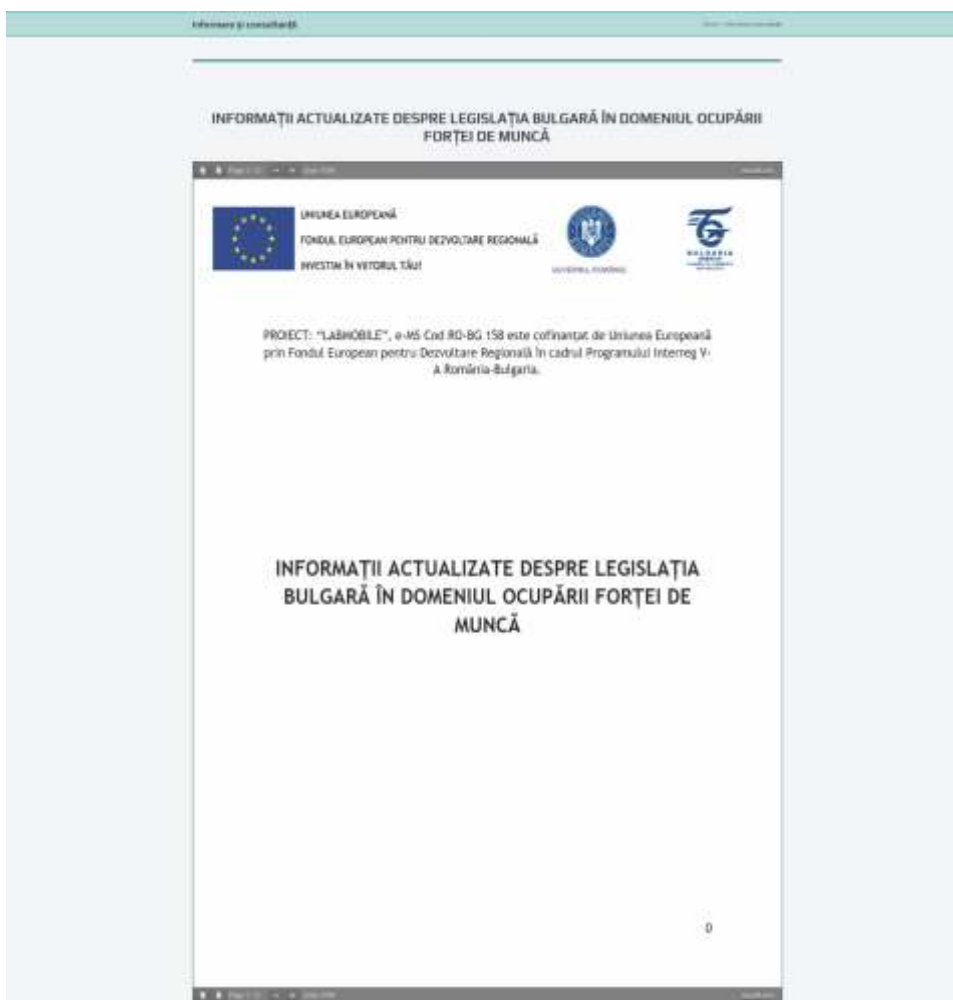 Informare și consultanță
INFORMAȚII ACTUALIZATE DESPRE LEGISLAȚIA BULGARĂ ÎN DOMENIUL OCUPĂRII
FORȚEI DE MUNCĂ
UNIUNEA EUROPEANĂ
FONDUL EUROPEAN PENTRU DEZVOLTARE REGIONALĂ
INVESTIM ÎN VIITORUL TĂU!
GUVERNUL ROMÂNIEI
BULGARIA
PROIECT: "LABMOBILE", e-MS Cod RO-BG 158 este cofinanțat de Uniunea Europeană
prin Fondul European pentru Dezvoltare Regională în cadrul Programului Interreg V-
A România-Bulgaria.
INFORMAȚII ACTUALIZATE DESPRE LEGISLAȚIA
BULGARĂ ÎN DOMENIUL OCUPĂRII FORȚEI DE
MUNCĂ
0